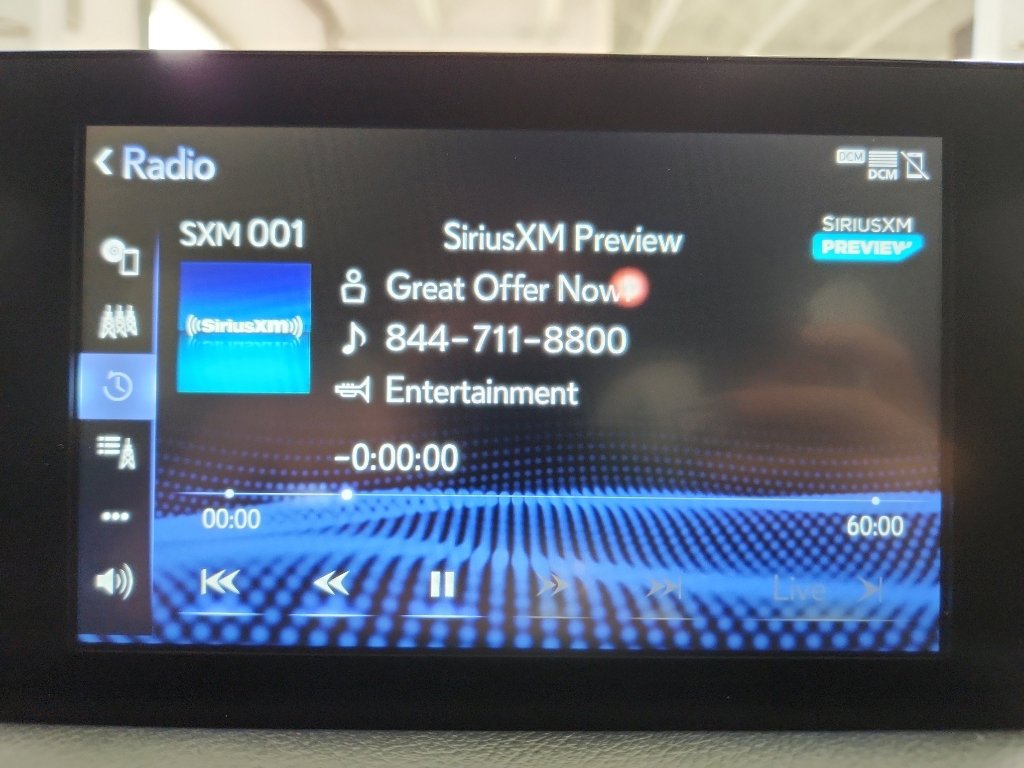 Radio
DCM
DCM
SXM 001
SiriusXM Preview
SIRIUSXM
PREVIEW
((SiriusXM))
Great Offer Now
844-711-8800
Entertainment
-0:00:00
00:00
60:00
Live